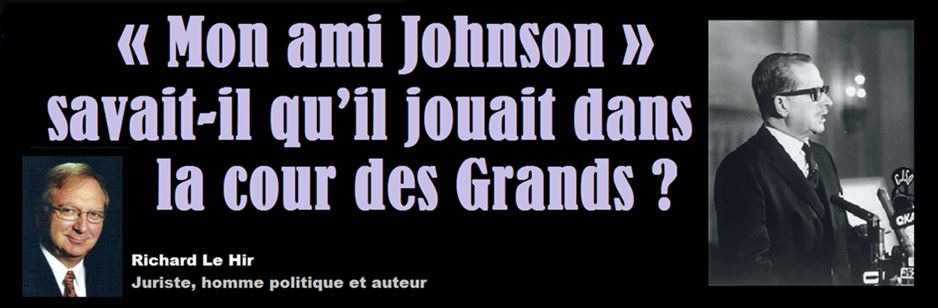 « Mon ami Johnson »
savait-il qu’il jouait dans
la cour des Grands ?
Richard Le Hir
Juriste, homme politique et auteur